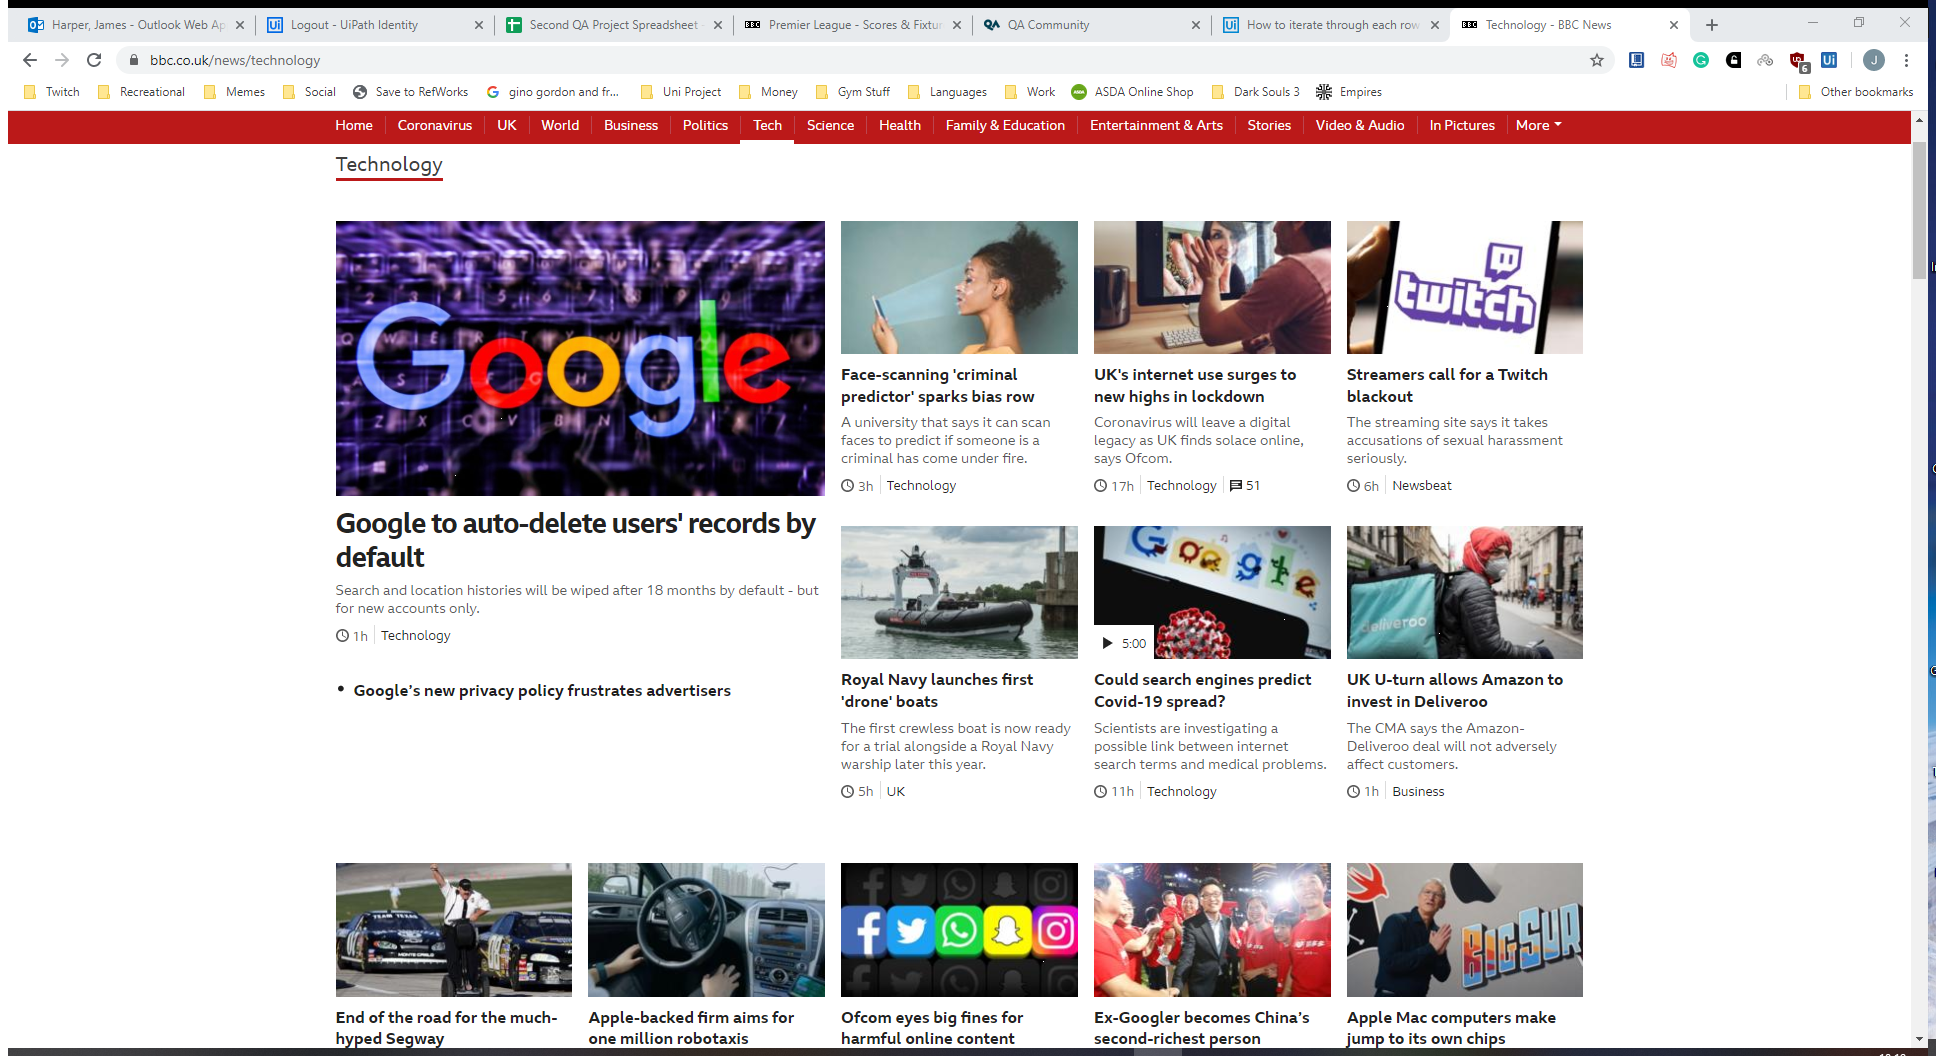 Harper, James - Outlook Web Ap
Logout - UiPath Identity
Second QA Project Spreadsheet
Premier League - Scores & Fixtur
QA Community
How to iterate through each row
Technology - BBC News
bbc.co.uk/news/technology
6
Ui
J
Twitch
Recreational
Memes
Social
Save to RefWorks
gino gordon and fr...
Uni Project
Money
Gym Stuff
Languages
Work
ASDA Online Shop
Dark Souls 3
Empires
Other bookmarks
Home
Coronavirus
UK
World
Business
Politics
Tech
Science
Health
Family & Education
Entertainment & Arts
Stories
Video & Audio
In Pictures
More
Technology
Google
Google to auto-delete users' records by
default
Search and location histories will be wiped after 18 months by default - but
for new accounts only.
1h Technology
• Google’s new privacy policy frustrates advertisers
Face-scanning 'criminal
predictor' sparks bias row
A university that says it can scan
faces to predict if someone is a
criminal has come under fire.
3h Technology
UK's internet use surges to
new highs in lockdown
Coronavirus will leave a digital
legacy as UK finds solace online,
says Ofcom.
17h Technology 51
twitch
Streamers call for a Twitch
blackout
The streaming site says it takes
accusations of sexual harassment
seriously.
6h Newsbeat
Royal Navy launches first
'drone' boats
The first crewless boat is now ready
for a trial alongside a Royal Navy
warship later this year.
5h UK
Google
5:00
Could search engines predict
Covid-19 spread?
Scientists are investigating a
possible link between internet
search terms and medical problems.
11h Technology
deliveroo
UK U-turn allows Amazon to
invest in Deliveroo
The CMA says the Amazon-
Deliveroo deal will not adversely
affect customers.
1h Business
TEAM TEXAS
MONTE CARLO
End of the road for the much-
hyped Segway
Apple-backed firm aims for
one million robotaxis
Ofcom eyes big fines for
harmful online content
Ex-Googler becomes China’s
second-richest person
BIG SUR
Apple Mac computers make
jump to its own chips